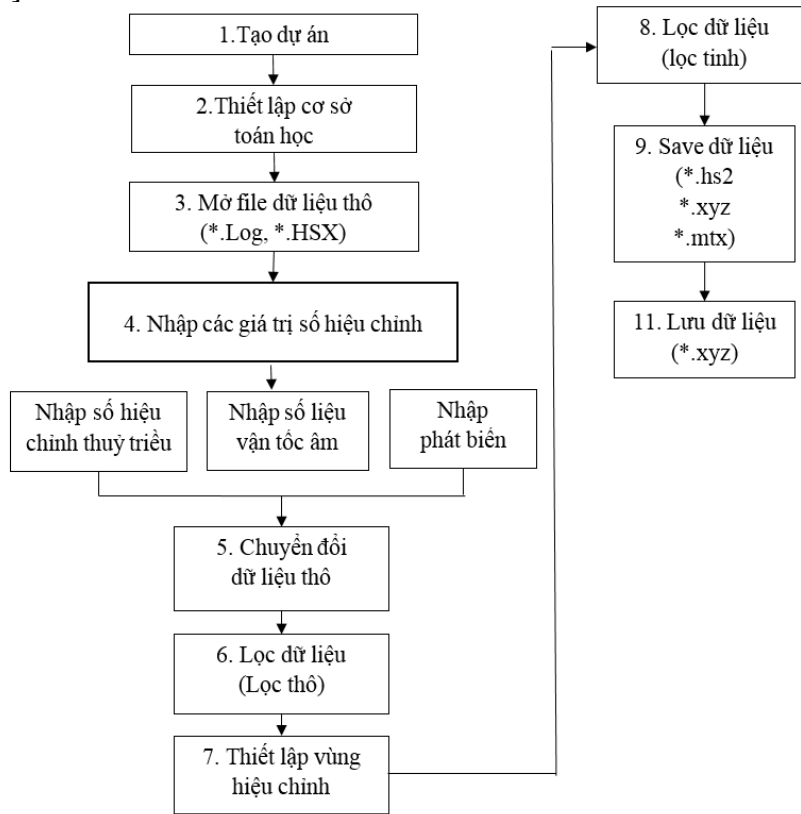 1.Tạo dự án
2.Thiết lập cơ sở
toán học
3. Mở file dữ liệu thô
(*.Log, *.HSX)
4. Nhập các giá trị số hiệu chỉnh
Nhập số hiệu
chỉnh thuỷ triều
Nhập số liệu
vận tốc âm
Nhập
phát biến
5. Chuyển đổi
dữ liệu thô
6. Lọc dữ liệu
(Lọc thô)
7. Thiết lập vùng
hiệu chỉnh
8. Lọc dữ liệu
(lọc tinh)
9. Save dữ liệu
(*.hs2
*.xyz
*.mtx)
11. Lưu dữ liệu
(*.xyz)